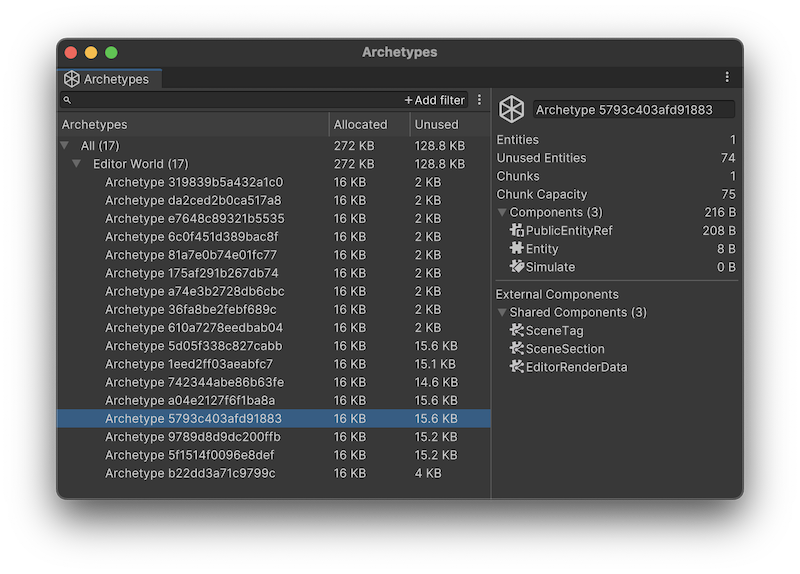 Archetypes
Archetypes
+ Add filter
Archetypes Allocated Unused
All (17) 272 KB 128.8 KB
Editor World (17) 272 KB 128.8 KB
Archetype 319839b5a432a1c0 16 KB 2 KB
Archetype da2ced2b0ca517a8 16 KB 2 KB
Archetype e7648c89321b5535 16 KB 2 KB
Archetype 6c0f451d389bac8f 16 KB 2 KB
Archetype 81a7e0b74e01fc77 16 KB 2 KB
Archetype 175af291b267db74 16 KB 2 KB
Archetype a74e3b2728db6cbc 16 KB 2 KB
Archetype 36fa8be2febf689c 16 KB 2 KB
Archetype 610a7278eedbab04 16 KB 2 KB
Archetype 5d05f338c827cabb 16 KB 15.6 KB
Archetype 1eed2ff03aeabfc7 16 KB 15.1 KB
Archetype 742344abe86b63fe 16 KB 14.6 KB
Archetype a04e2127f6f1ba8a 16 KB 15.6 KB
Archetype 5793c403afd91883 16 KB 15.6 KB
Archetype 9789d8d9dc200ffb 16 KB 15.2 KB
Archetype 5f1514f0096e8def 16 KB 15.2 KB
Archetype b22dd3a71c9799c 16 KB 4 KB
Archetype 5793c403afd91883
Entities 1
Unused Entities 74
Chunks 1
Chunk Capacity 75
Components (3) 216 B
PublicEntityRef 208 B
Entity 8 B
Simulate 0 B
External Components
Shared Components (3)
SceneTag
SceneSection
EditorRenderData